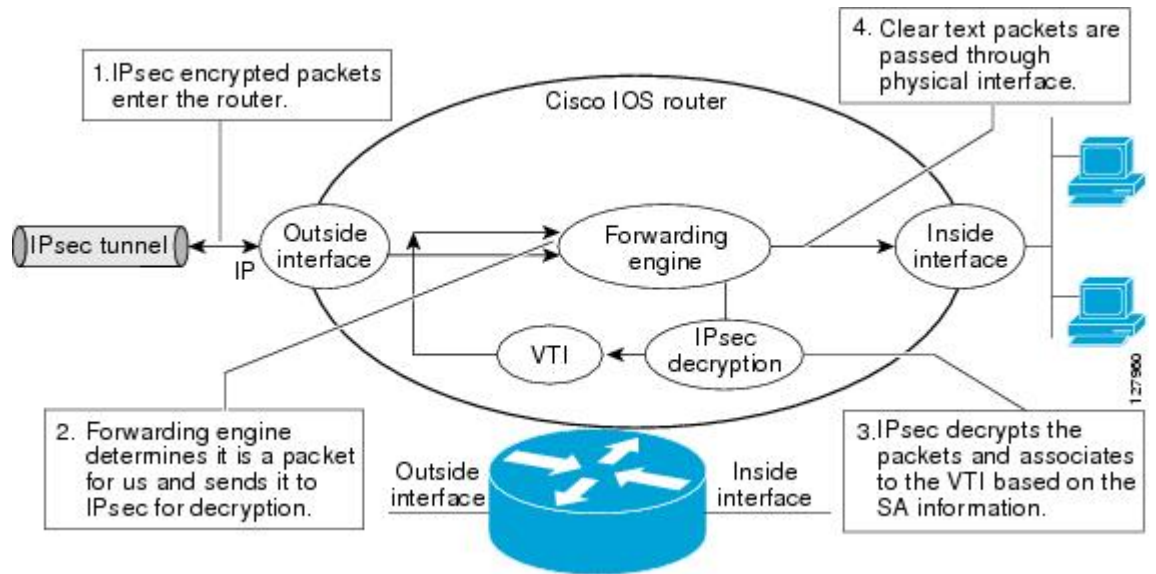 1. IPsec encrypted packets
enter the router.
4. Clear text packets are
passed through
physical interface.
Cisco IOS router
IPsec tunnel
IP
Outside
interface
Forwarding
engine
Inside
interface
VTI
IPsec
decryption
127960
2. Forwarding engine
determines it is a packet
for us and sends it to
IPsec for decryption.
Outside
interface
Inside
interface
3. IPsec decrypts the
packets and associates
to the VTI based on the
SA information.